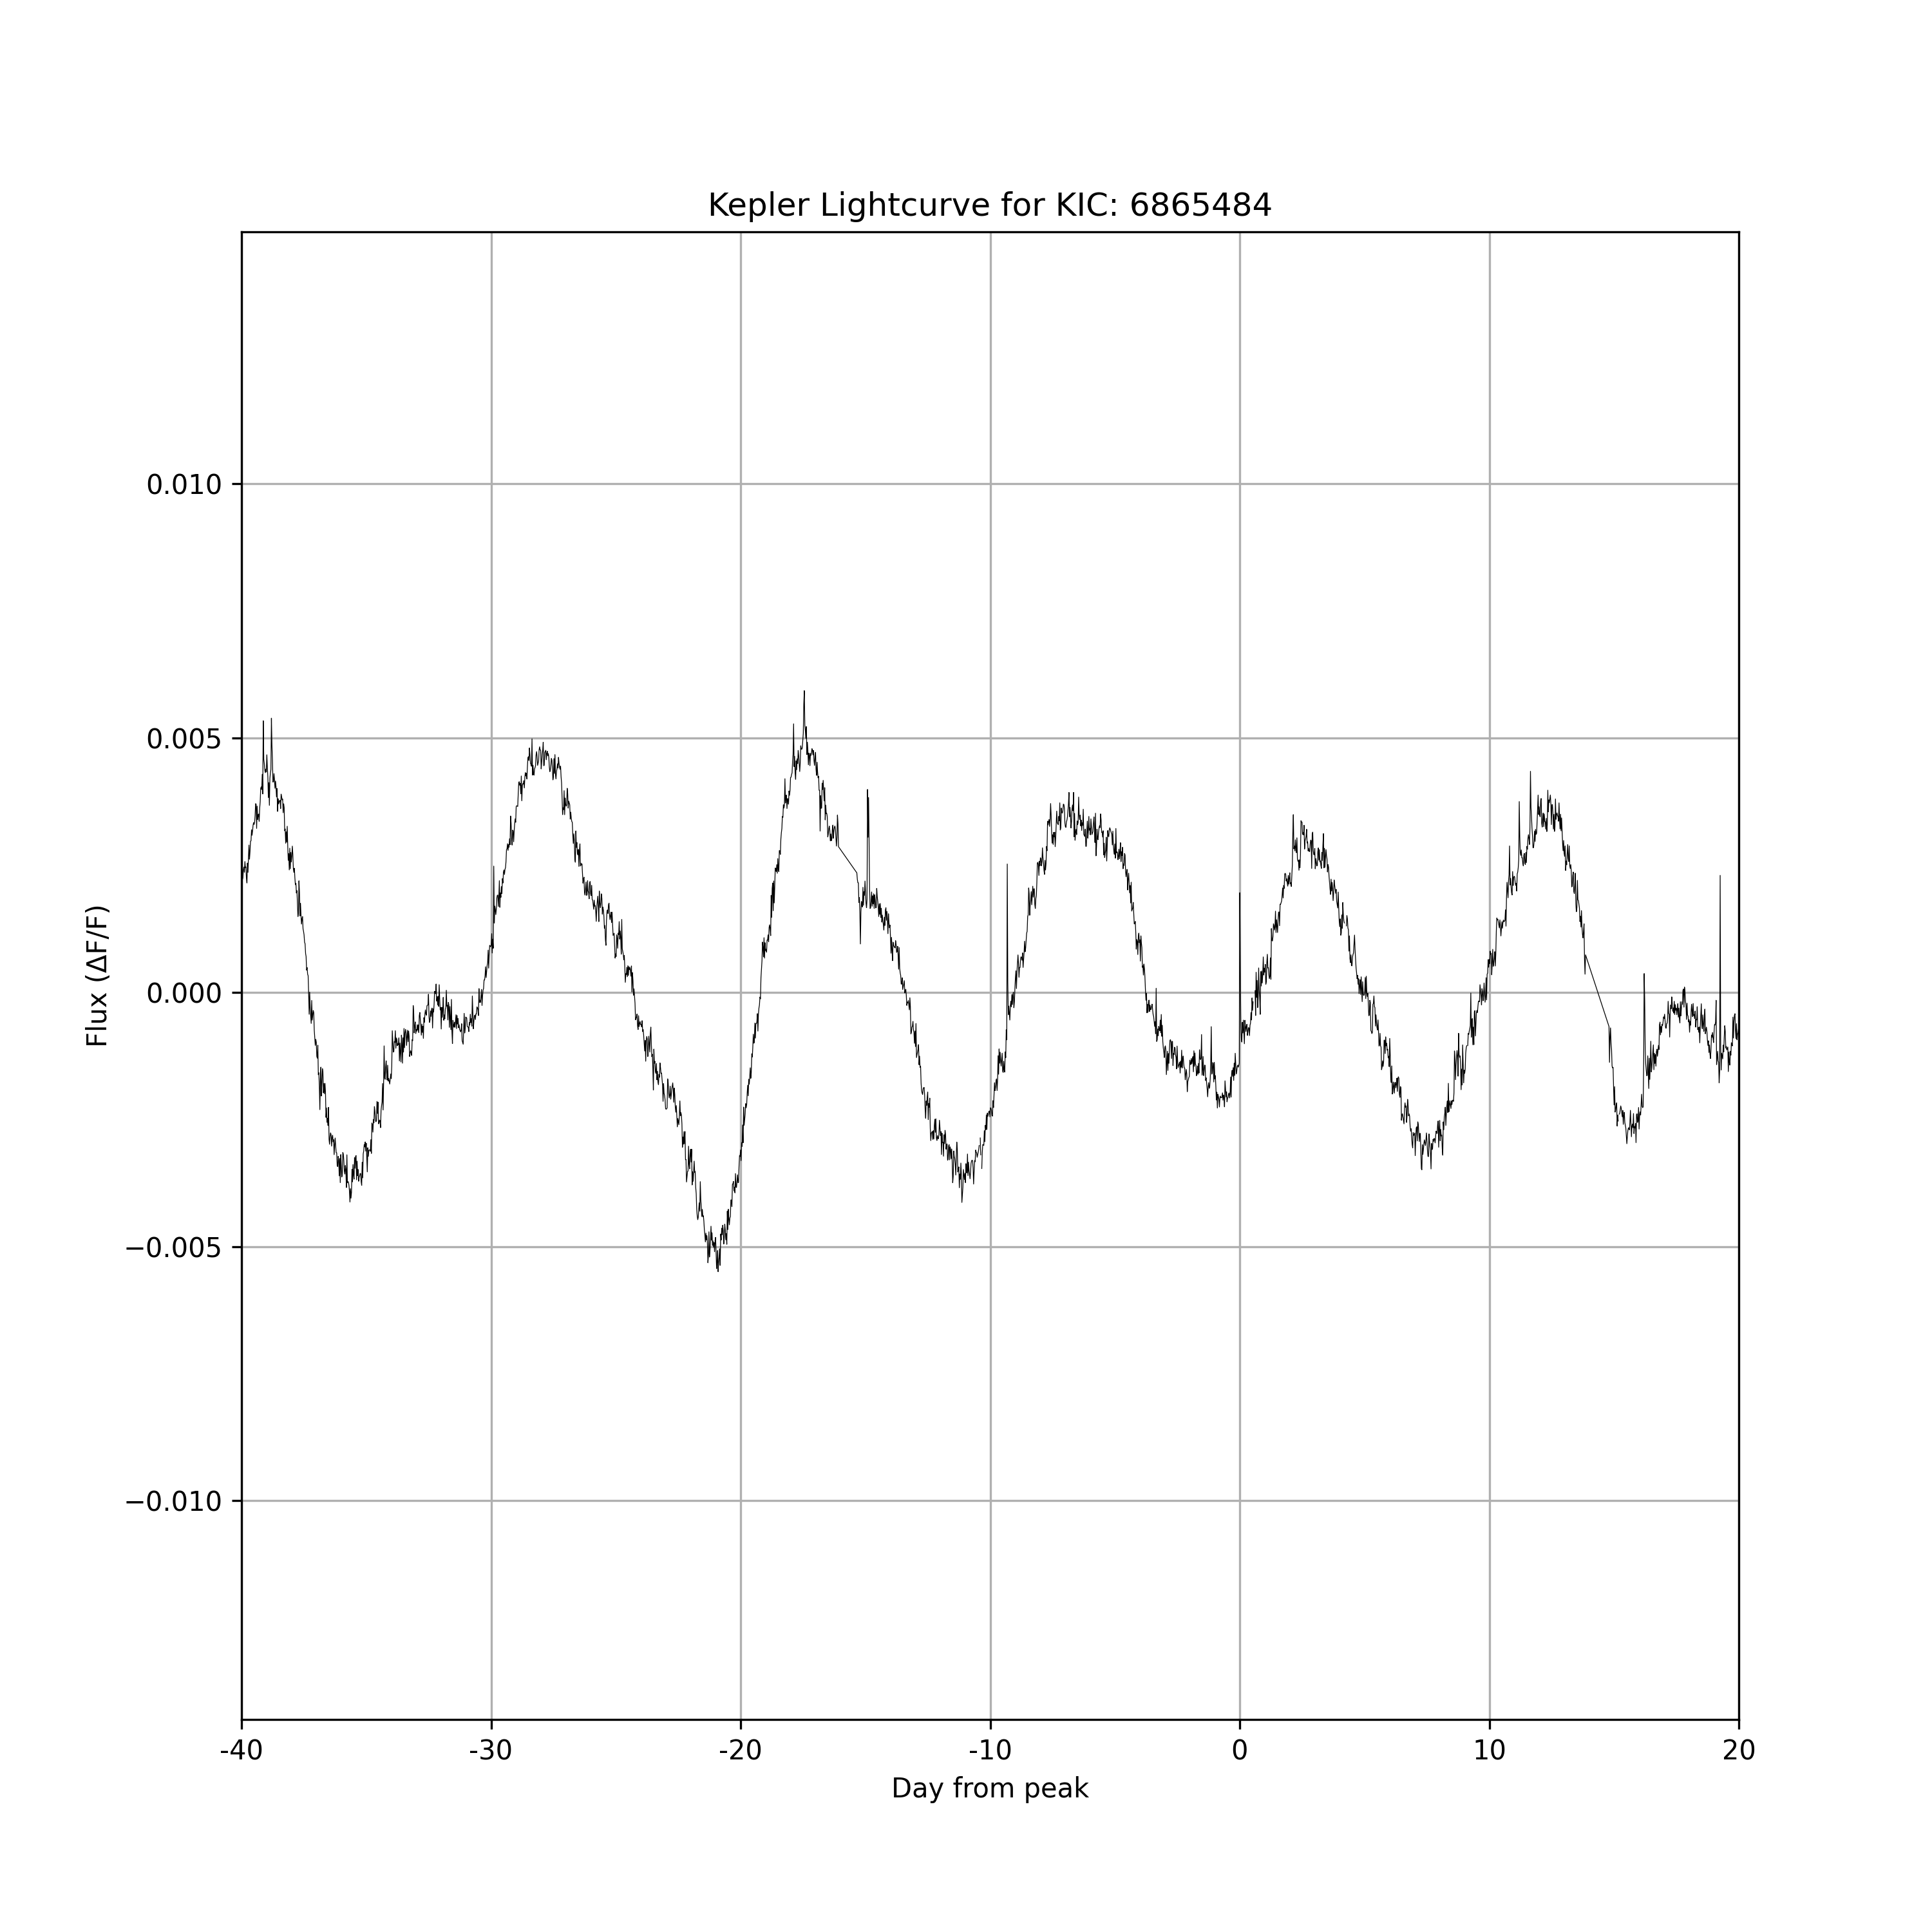 Kepler Lightcurve for KIC: 6865484
Flux (ΔF/F)
0.010
0.005
0.000
−0.005
−0.010
-40 -30 -20 -10 0 10 20
Day from peak